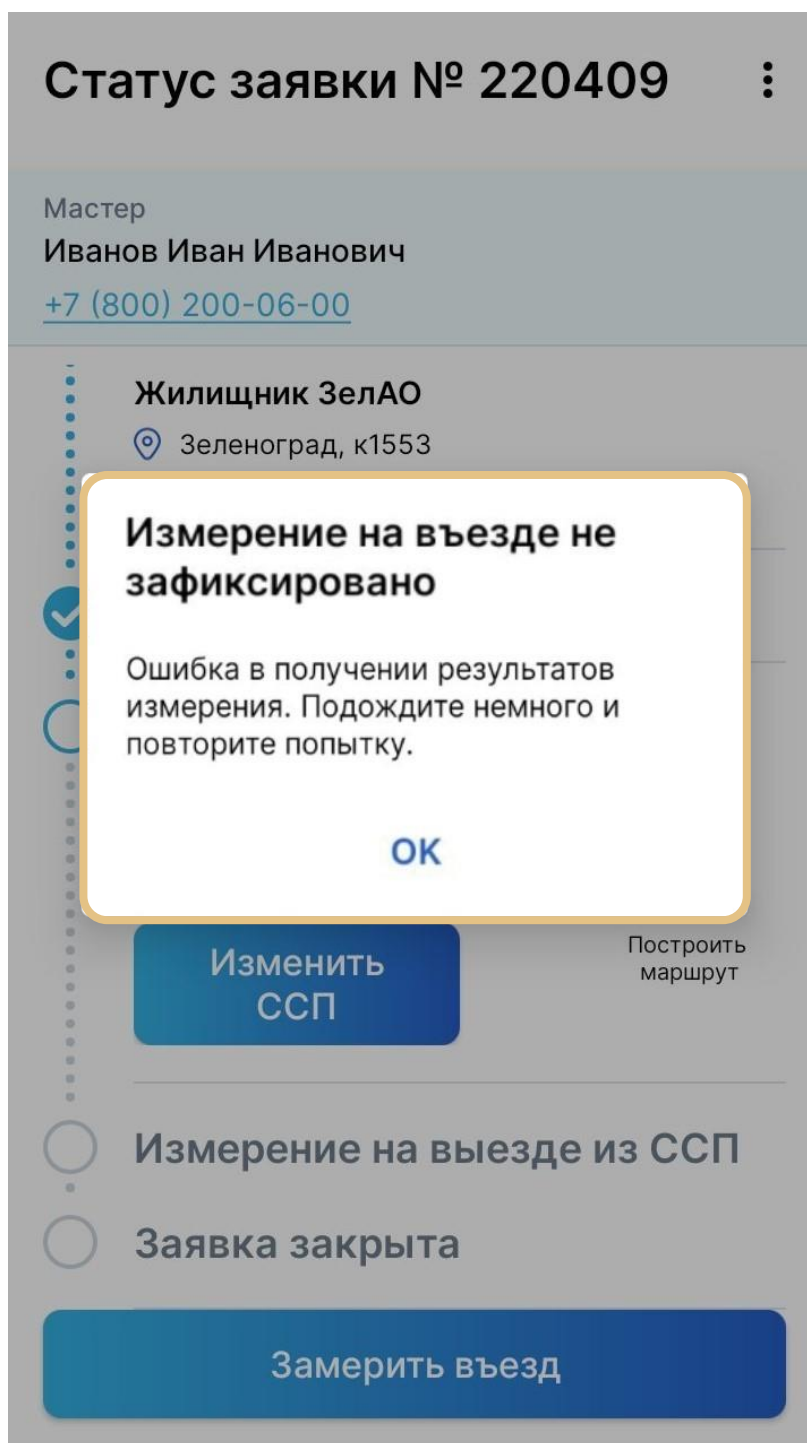 Статус заявки № 220409
Мастер
Иванов Иван Иванович
+7 (800) 200-06-00
Жилищник ЗелАО
Зеленоград, к1553
Измерение на въезде не
зафиксировано
Ошибка в получении результатов
измерения. Подождите немного и
повторите попытку.
ОК
Изменить
ССП
Построить
маршрут
Измерение на выезде из ССП
Заявка закрыта
Замерить въезд